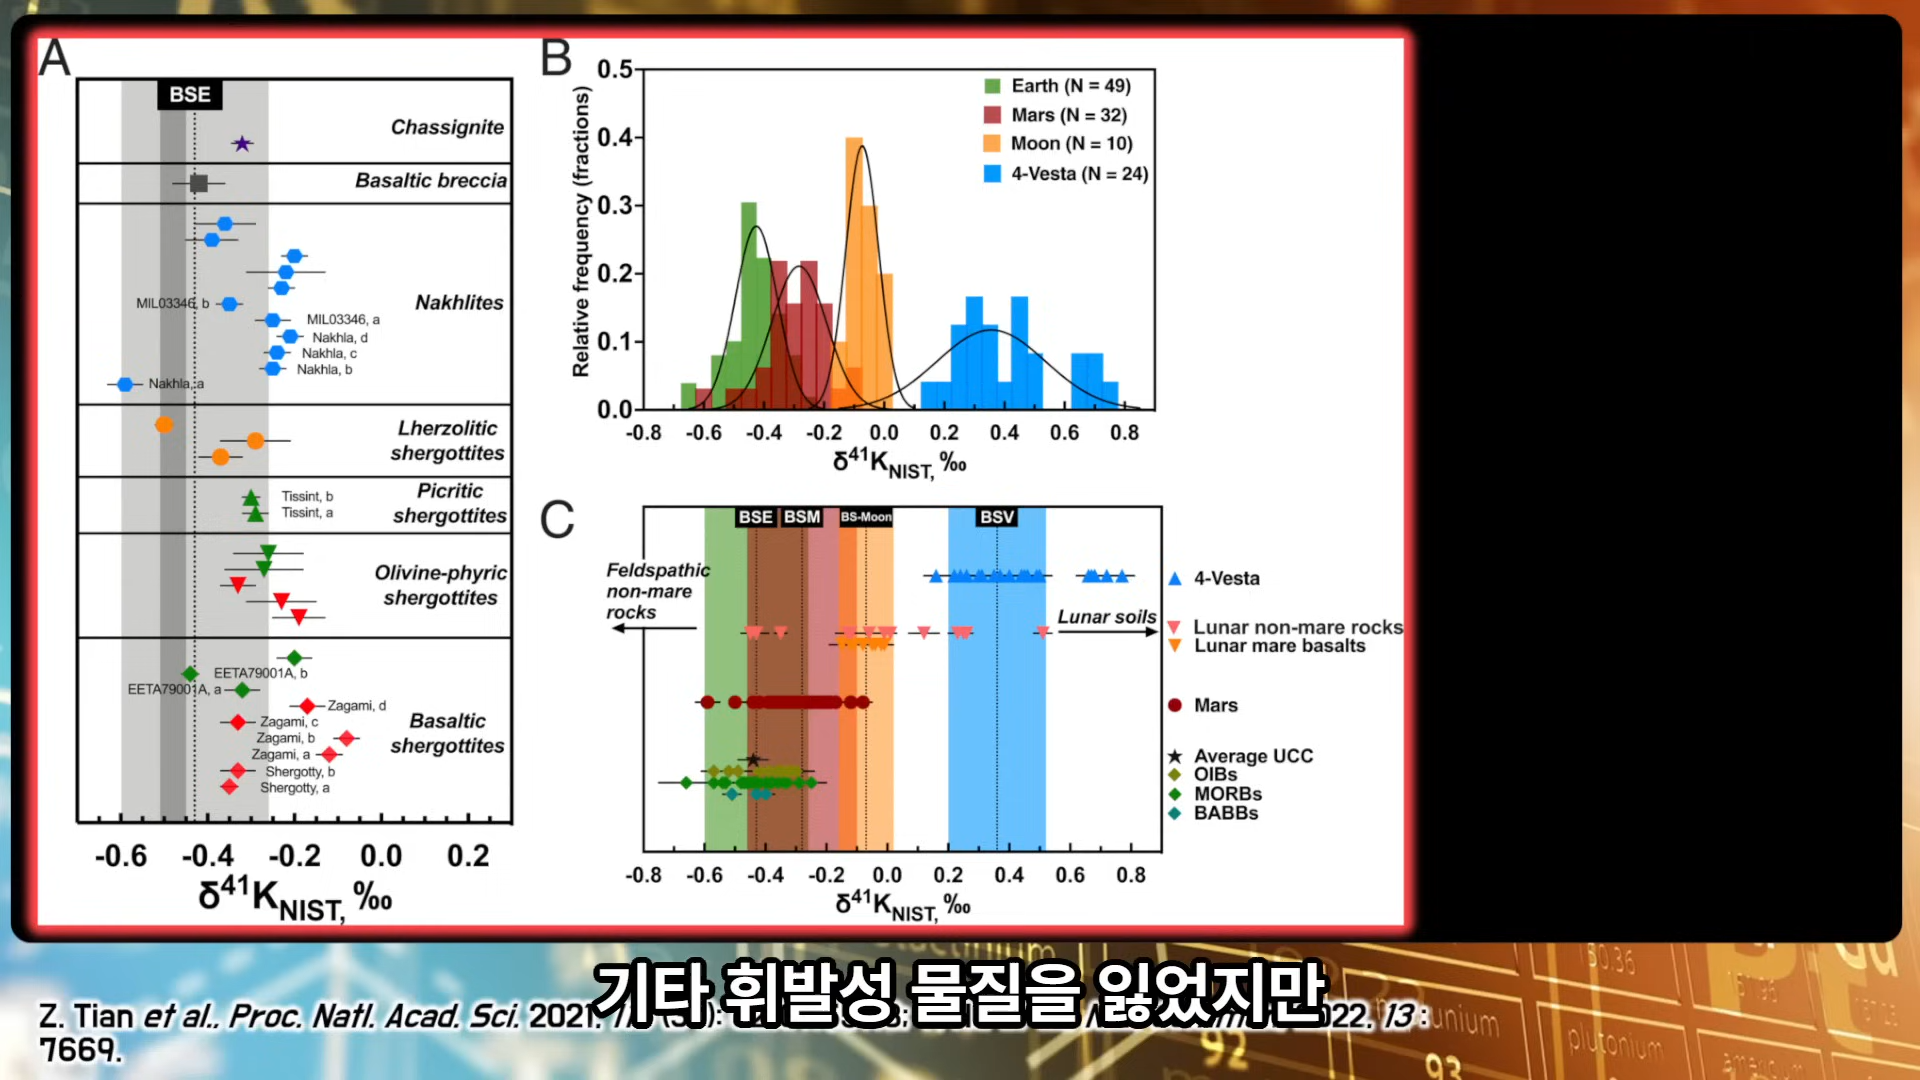 A
BSE
Chassignite
Basaltic breccia
Nakhlites
MIL03346, b
MIL03346, a
Nakhla, d
Nakhla, c
Nakhla, b
Nakhla, a
Lherzolitic
shergottites
Picritic
shergottites
Tissint, b
Tissint, a
Olivine-phyric
shergottites
EETA79001A, b
EETA79001A, a
Zagami, d
Zagami, c
Zagami, b
Zagami, a
Shergotty, b
Shergotty, a
Basaltic
shergottites
-0.6 -0.4 -0.2 0.0 0.2
δ41KNIST, ‰
B
Relative frequency (fractions)
0.5
0.4
0.3
0.2
0.1
0.0
Earth (N = 49)
Mars (N = 32)
Moon (N = 10)
4-Vesta (N = 24)
-0.8 -0.6 -0.4 -0.2 0.0 0.2 0.4 0.6 0.8
δ41KNIST, ‰
C
BSE BSM BS-Moon BSV
Feldspathic
non-mare
rocks
Lunar soils
4-Vesta
Lunar non-mare rocks
Lunar mare basalts
Mars
Average UCC
OIBs
MORBs
BABBs
-0.8 -0.6 -0.4 -0.2 0.0 0.2 0.4 0.6 0.8
δ41KNIST, ‰
기타 휘발성 물질을 잃었지만
Z. Tian et al., Proc. Natl. Acad. Sci. 2021, 2022, 13 :
7669.
92
93
plutonium